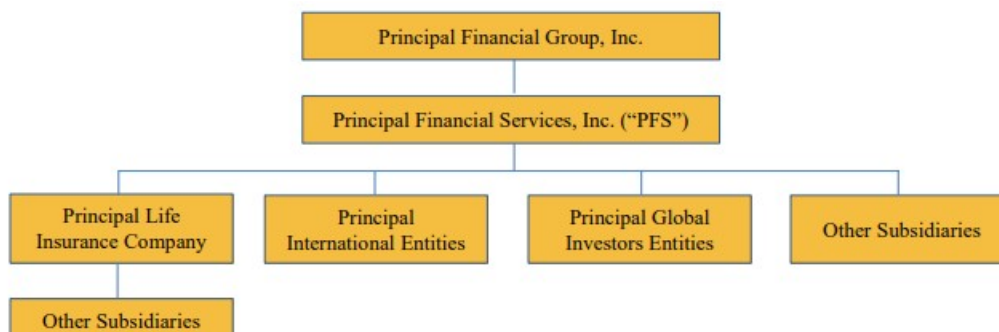 Principal Financial Group, Inc.
Principal Financial Services, Inc. (“PFS”)
Principal Life
Insurance Company
Principal
International Entities
Principal Global
Investors Entities
Other Subsidiaries
Other Subsidiaries